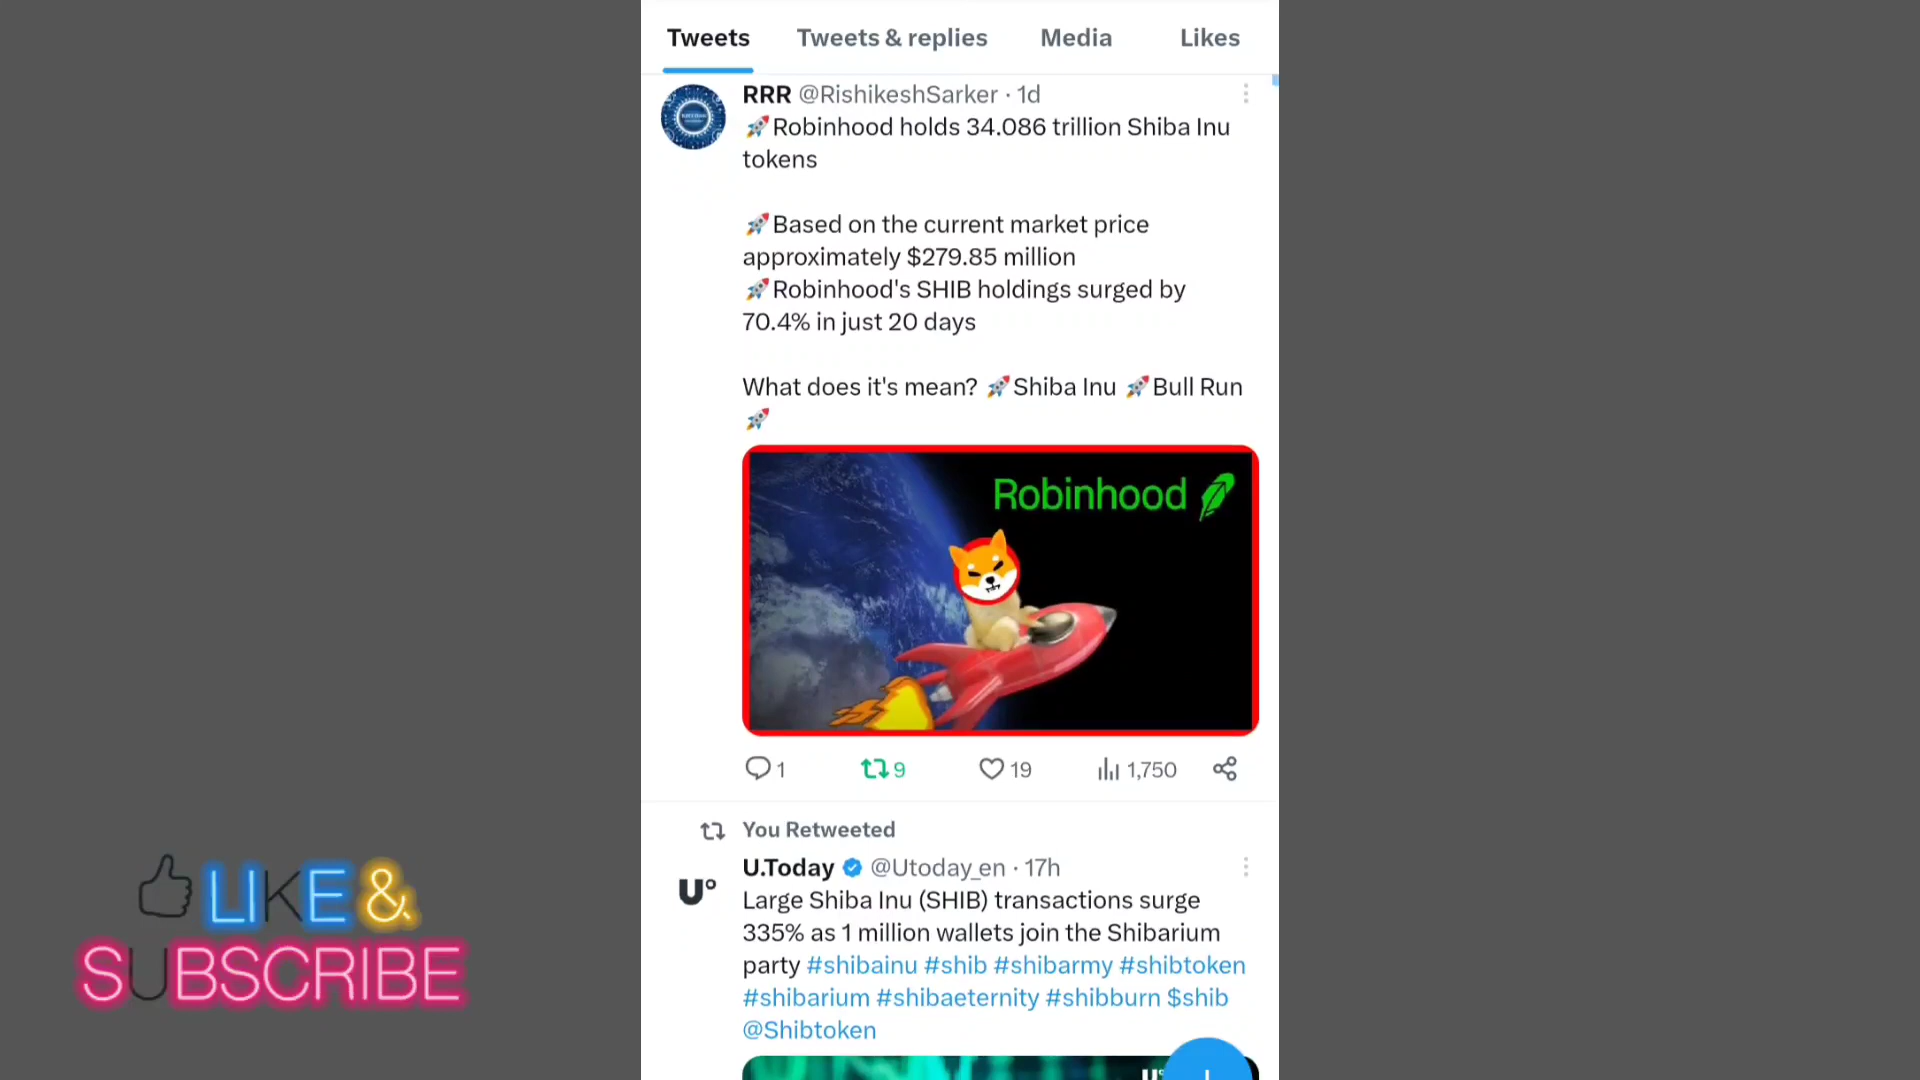 Tweets Tweets & replies Media Likes
RRR @RishikeshSarker · 1d
🚀Robinhood holds 34.086 trillion Shiba Inu
tokens
🚀Based on the current market price
approximately $279.85 million
🚀Robinhood's SHIB holdings surged by
70.4% in just 20 days
What does it's mean? 🚀Shiba Inu 🚀Bull Run
🚀
Robinhood
1 9 19 1,750
You Retweeted
U.Today @Utoday_en · 17h
Large Shiba Inu (SHIB) transactions surge
335% as 1 million wallets join the Shibarium
party #shibainu #shib #shibarmy #shibtoken
#shibarium #shibaeternity #shibburn $shib
@Shibtoken
LIKE &
SUBSCRIBE